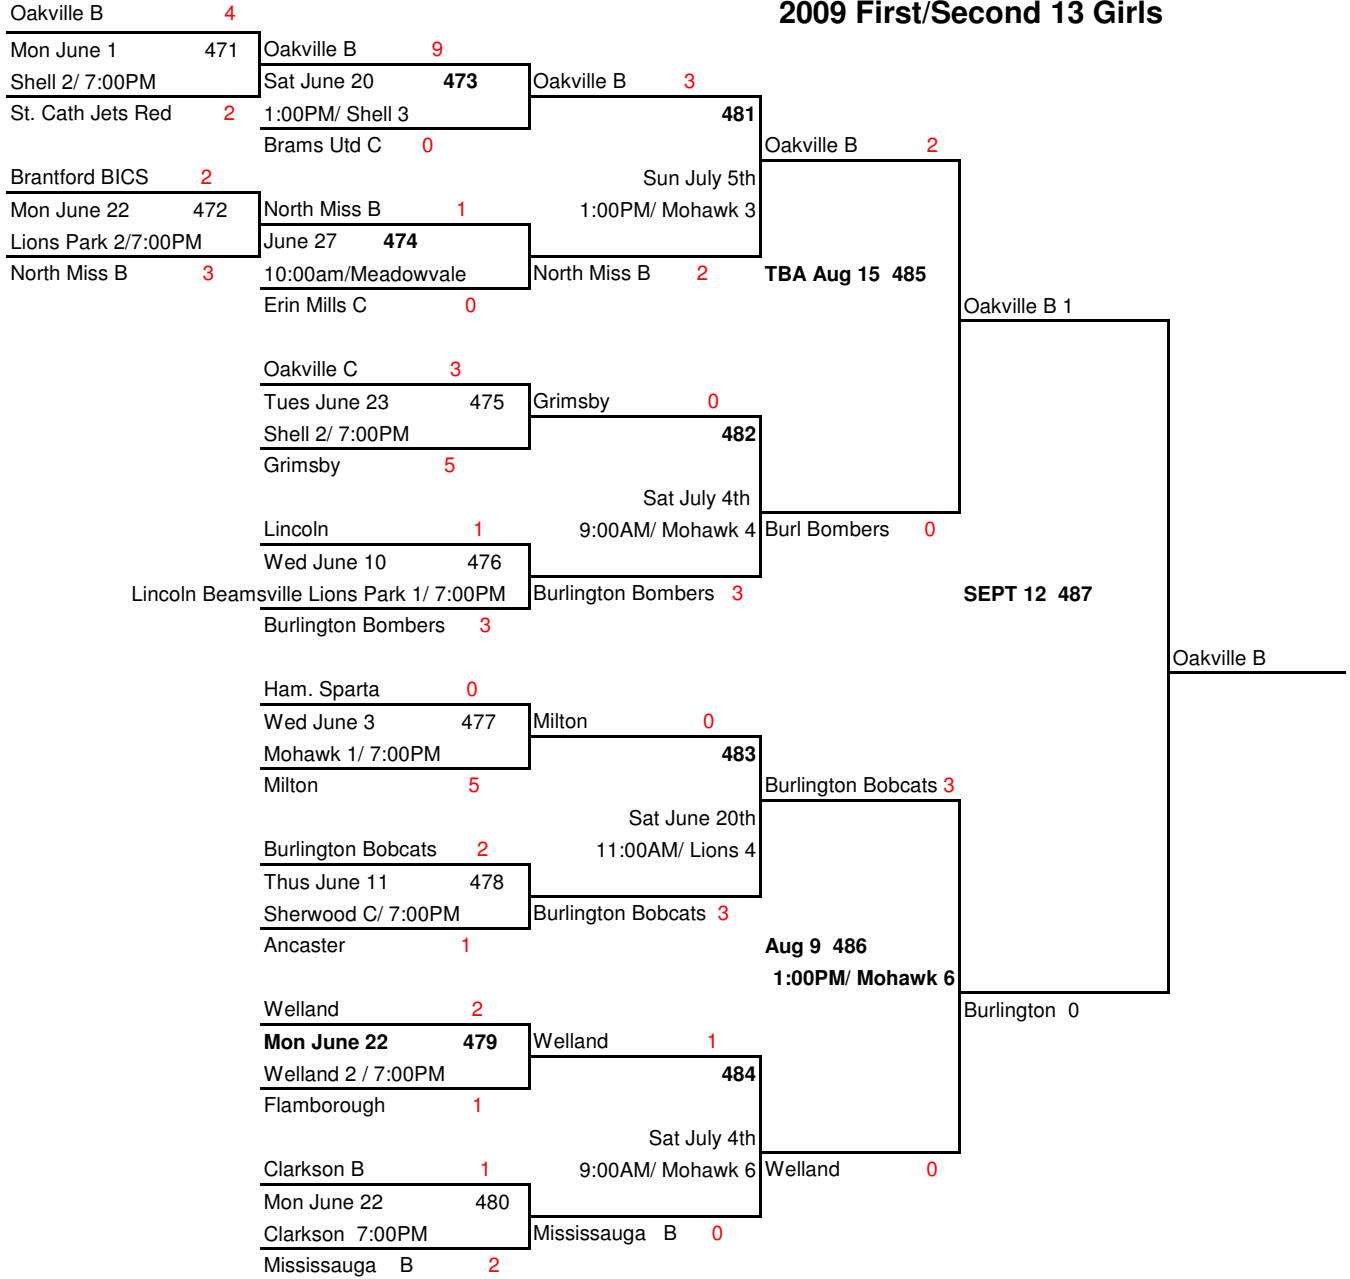 2009 First/Second 13 Girls
Oakville B 4
Mon June 1 471
Shell 2/ 7:00PM
St. Cath Jets Red 2
Brantford BICS 2
Mon June 22 472
Lions Park 2/7:00PM
North Miss B 3
Oakville B 9
Sat June 20 473
1:00PM/ Shell 3
Brams Utd C 0
North Miss B 1
June 27 474
10:00am/Meadowvale
Erin Mills C 0
Oakville C 3
Tues June 23 475
Shell 2/ 7:00PM
Grimsby 5
Lincoln 1
Wed June 10 476
Lincoln Beamsville Lions Park 1/ 7:00PM
Burlington Bombers 3
Ham. Sparta 0
Wed June 3 477
Mohawk 1/ 7:00PM
Milton 5
Burlington Bobcats 2
Thus June 11 478
Sherwood C/ 7:00PM
Ancaster 1
Welland 2
Mon June 22 479
Welland 2 / 7:00PM
Flamborough 1
Clarkson B 1
Mon June 22 480
Clarkson 7:00PM
Mississauga B 2
Oakville B 3
481
Sun July 5th
1:00PM/ Mohawk 3
North Miss B 2
Grimsby 0
482
Sat July 4th
9:00AM/ Mohawk 4
Burlington Bombers 3
Milton 0
483
Sat June 20th
11:00AM/ Lions 4
Burlington Bobcats 3
Welland 1
484
Sat July 4th
9:00AM/ Mohawk 6
Mississauga B 0
Oakville B 2
TBA Aug 15 485
Burl Bombers 0
Burlington Bobcats 3
Aug 9 486
1:00PM/ Mohawk 6
Welland 0
Oakville B 1
SEPT 12 487
Burlington 0
Oakville B